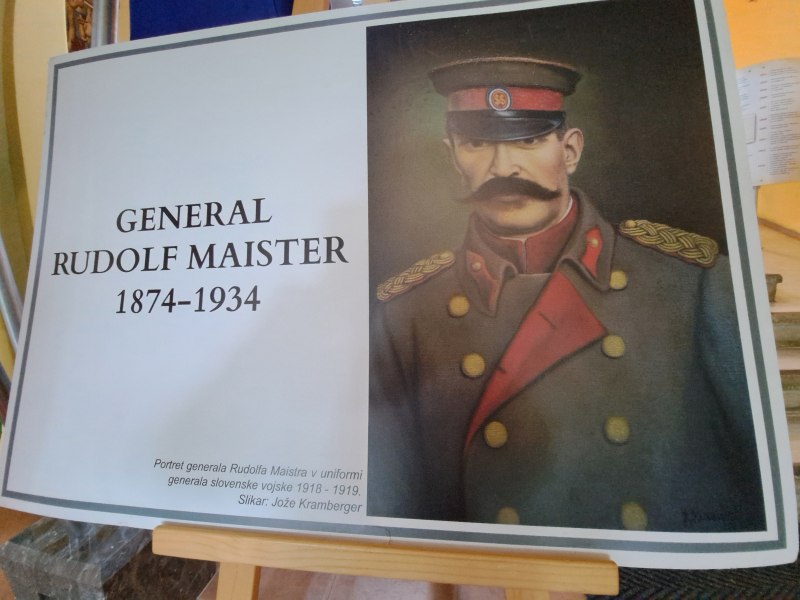 GENERAL
RUDOLF MAISTER
1874–1934
Portret generala Rudolfa Maistra v uniformi
generala slovenske vojske 1918 - 1919.
Slikar: Jože Kramberger